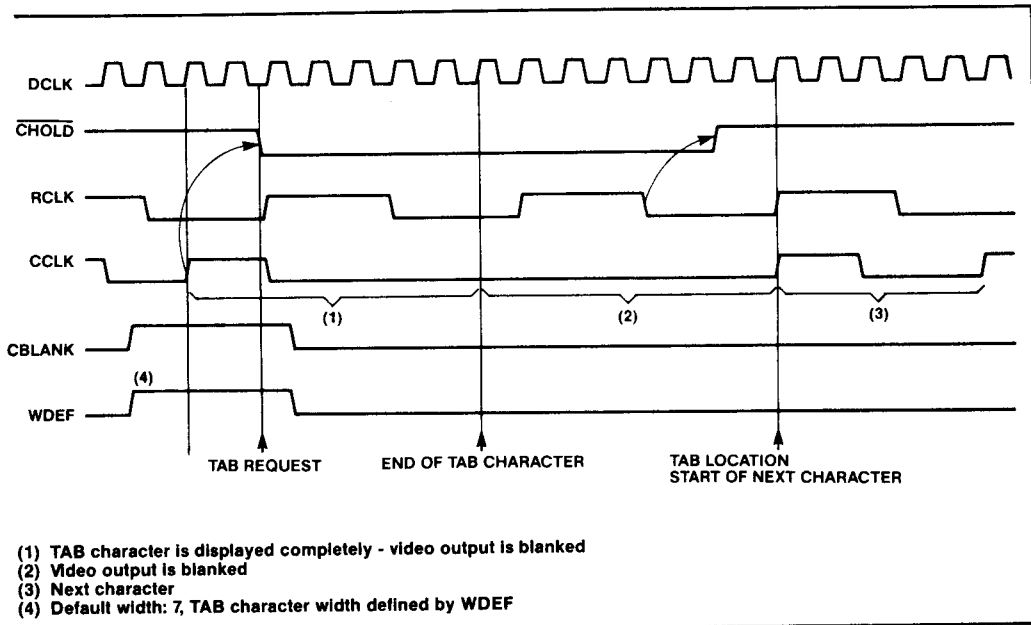 DCLK
CHOLD
RCLK
CCLK
(1)
(2)
(3)
CBLANK
(4)
WDEF
TAB REQUEST
END OF TAB CHARACTER
TAB LOCATION
START OF NEXT CHARACTER
(1) TAB character is displayed completely - video output is blanked
(2) Video output is blanked
(3) Next character
(4) Default width: 7, TAB character width defined by WDEF